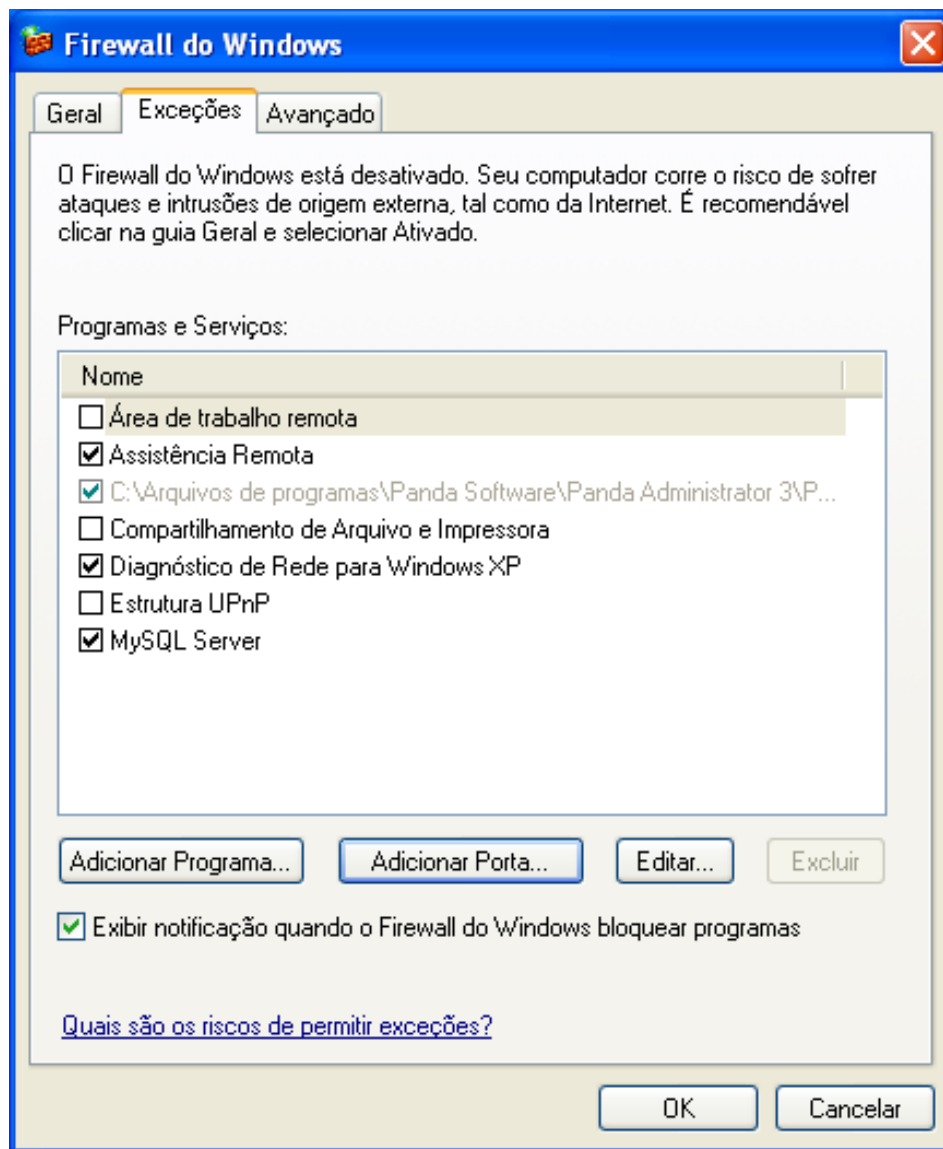 Firewall do Windows
Geral Exceções Avançado
O Firewall do Windows está desativado. Seu computador corre o risco de sofrer
ataques e intrusões de origem externa, tal como da Internet. É recomendável
clicar na guia Geral e selecionar Ativado.
Programas e Serviços:
Nome
Área de trabalho remota
Assistência Remota
C:\Arquivos de programas\Panda Software\Panda Administrator 3\P...
Compartilhamento de Arquivo e Impressora
Diagnóstico de Rede para Windows XP
Estrutura UPnP
MySQL Server
Adicionar Programa... Adicionar Porta... Editar... Excluir
Exibir notificação quando o Firewall do Windows bloquear programas
Quais são os riscos de permitir exceções?
OK Cancelar